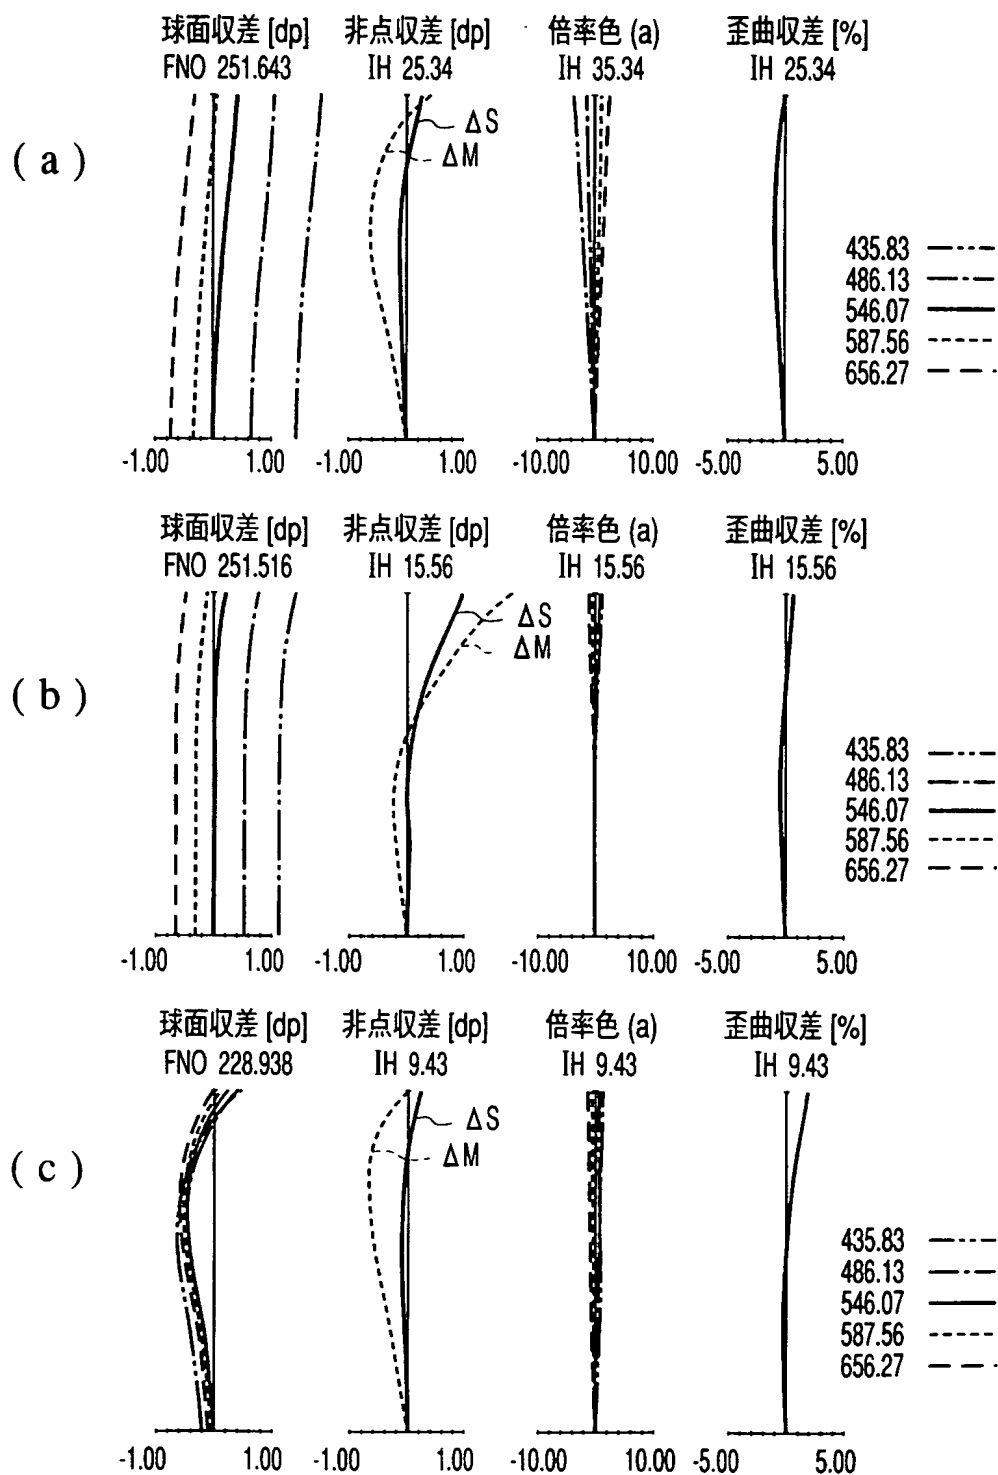 球面収差 [dp] 非点収差 [dp] 倍率色 (a) 歪曲収差 [%]
FNO 251.643 IH 25.34 IH 35.34 IH 25.34
ΔS
ΔM
( a )
435.83
486.13
546.07
587.56
656.27
-1.00 1.00 -1.00 1.00 -10.00 10.00 -5.00 5.00
球面収差 [dp] 非点収差 [dp] 倍率色 (a) 歪曲収差 [%]
FNO 251.516 IH 15.56 IH 15.56 IH 15.56
ΔS
ΔM
( b )
435.83
486.13
546.07
587.56
656.27
-1.00 1.00 -1.00 1.00 -10.00 10.00 -5.00 5.00
球面収差 [dp] 非点収差 [dp] 倍率色 (a) 歪曲収差 [%]
FNO 228.938 IH 9.43 IH 9.43 IH 9.43
ΔS
ΔM
( c )
435.83
486.13
546.07
587.56
656.27
-1.00 1.00 -1.00 1.00 -10.00 10.00 -5.00 5.00